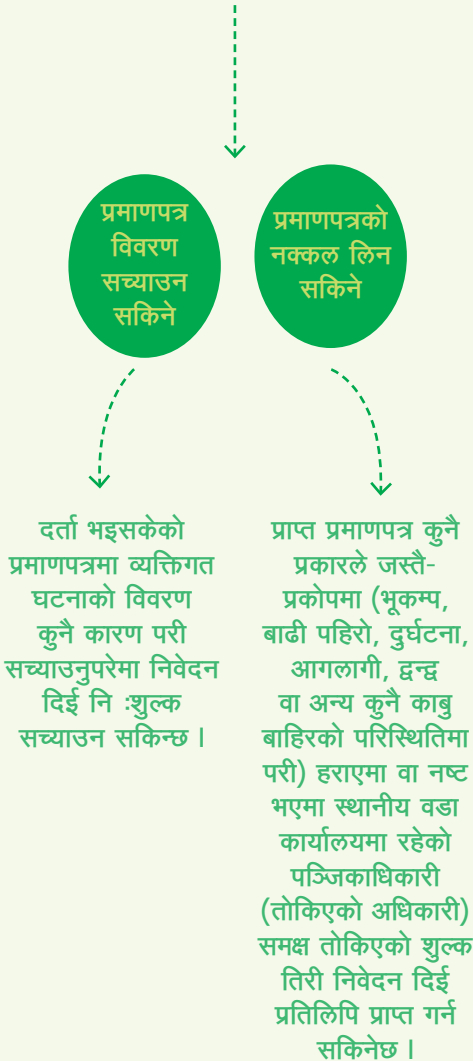 प्रमाणपत्र
विवरण
सच्याउन
सकिने
प्रमाणपत्रको
नक्कल लिन
सकिने
दर्ता भइसकेको
प्रमाणपत्रमा व्यक्तिगत
घटनाको विवरण
कुनै कारण परी
सच्याउनुपरेमा निवेदन
दिई नि :शुल्क
सच्याउन सकिन्छ ।
प्राप्त प्रमाणपत्र कुनै
प्रकारले जस्तै-
प्रकोपमा (भूकम्प,
बाढी पहिरो, दुर्घटना,
आगलागी, द्वन्द्व
वा अन्य कुनै काबु
बाहिरको परिस्थितिमा
परी) हराएमा वा नष्ट
भएमा स्थानीय वडा
कार्यालयमा रहेको
पञ्जिकाधिकारी
(तोकिएको अधिकारी)
समक्ष तोकिएको शुल्क
तिरी निवेदन दिई
प्रतिलिपि प्राप्त गर्न
सकिनेछ ।